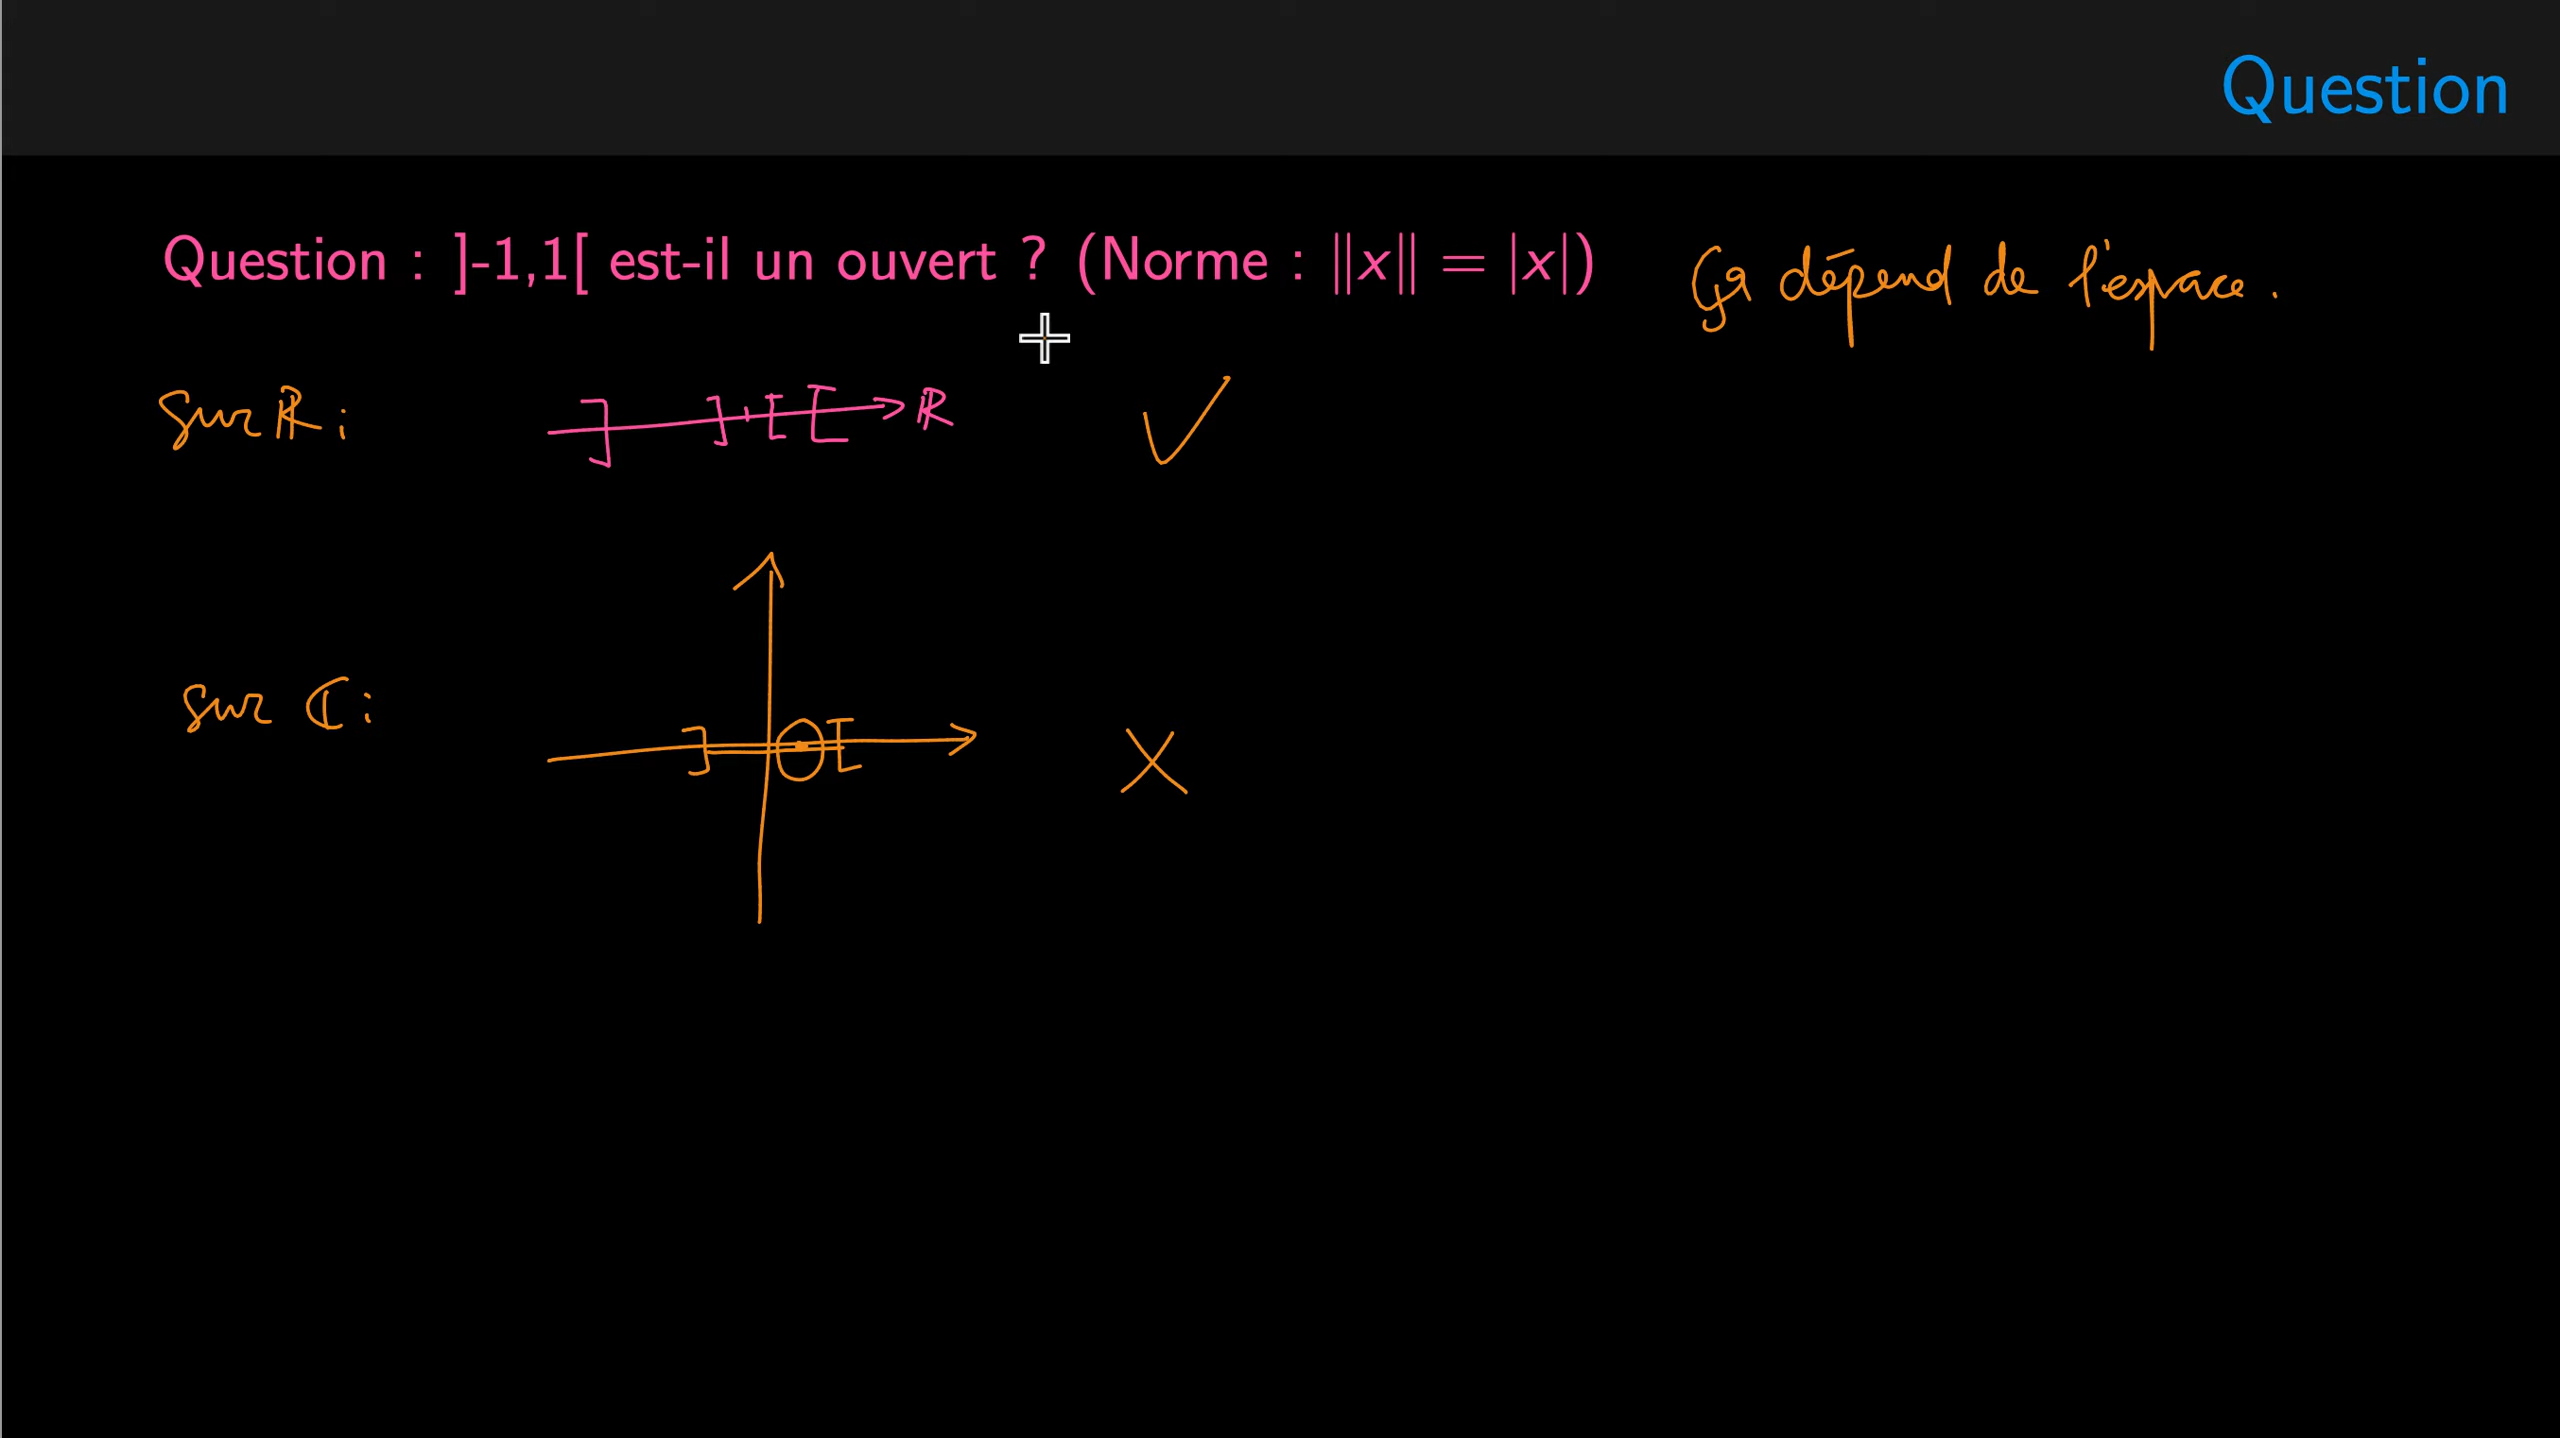 Question
Question : ]-1,1[ est-il un ouvert ? (Norme : ‖x‖ = |x|) Ça dépend de l'espace.
Sur ℝ :
] ] [ [ ℝ
sur ℂ :
] [